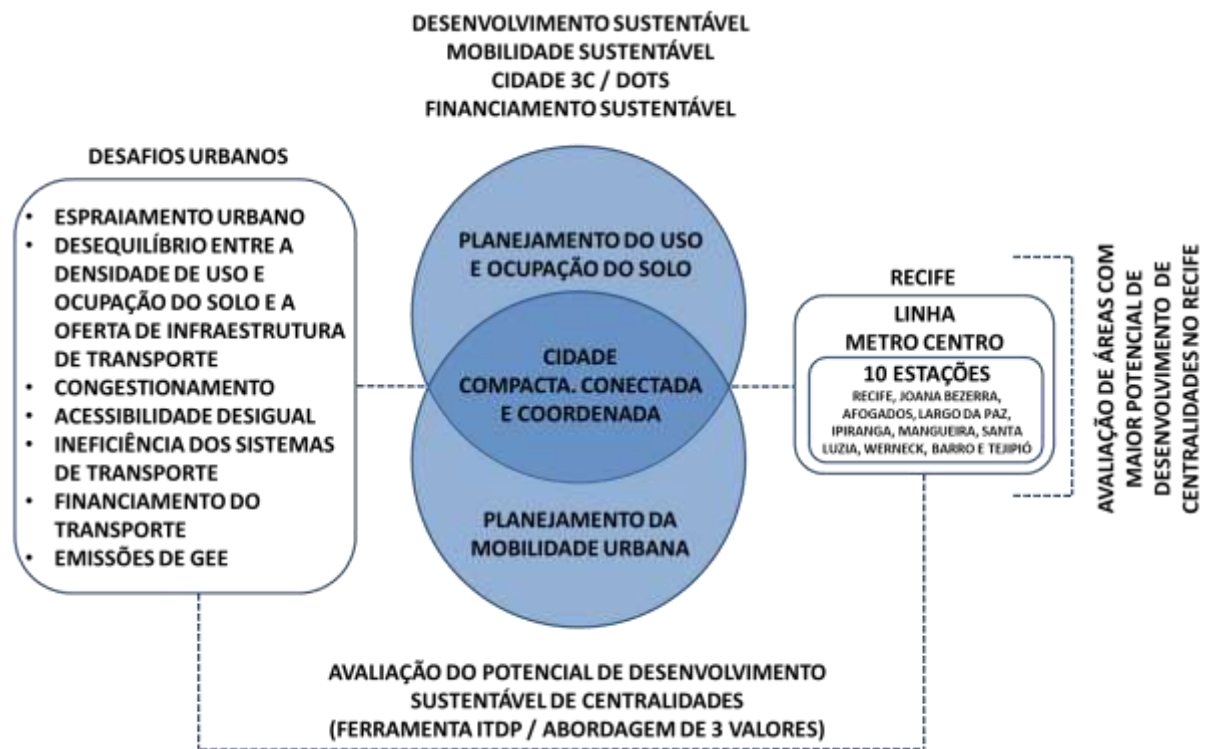 DESENVOLVIMENTO SUSTENTÁVEL
MOBILIDADE SUSTENTÁVEL
CIDADE 3C / DOTS
FINANCIAMENTO SUSTENTÁVEL
DESAFIOS URBANOS
• ESPRAIAMENTO URBANO
• DESEQUILÍBRIO ENTRE A
DENSIDADE DE USO E
OCUPAÇÃO DO SOLO E A
OFERTA DE INFRAESTRUTURA
DE TRANSPORTE
• CONGESTIONAMENTO
• ACESSIBILIDADE DESIGUAL
• INEFICIÊNCIA DOS SISTEMAS
DE TRANSPORTE
• FINANCIAMENTO DO
TRANSPORTE
• EMISSÕES DE GEE
PLANEJAMENTO DO USO
E OCUPAÇÃO DO SOLO
CIDADE
COMPACTA. CONECTADA
E COORDENADA
PLANEJAMENTO DA
MOBILIDADE URBANA
RECIFE
LINHA
METRO CENTRO
10 ESTAÇÕES
RECIFE, JOANA BEZERRA,
AFOGADOS, LARGO DA PAZ,
IPIRANGA, MANGUEIRA, SANTA
LUZIA, WERNECK, BARRO E TEJIPIÓ
AVALIAÇÃO DE ÁREAS COM
MAIOR POTENCIAL DE
DESENVOLVIMENTO DE
CENTRALIDADES NO RECIFE
AVALIAÇÃO DO POTENCIAL DE DESENVOLVIMENTO
SUSTENTÁVEL DE CENTRALIDADES
(FERRAMENTA ITDP / ABORDAGEM DE 3 VALORES)